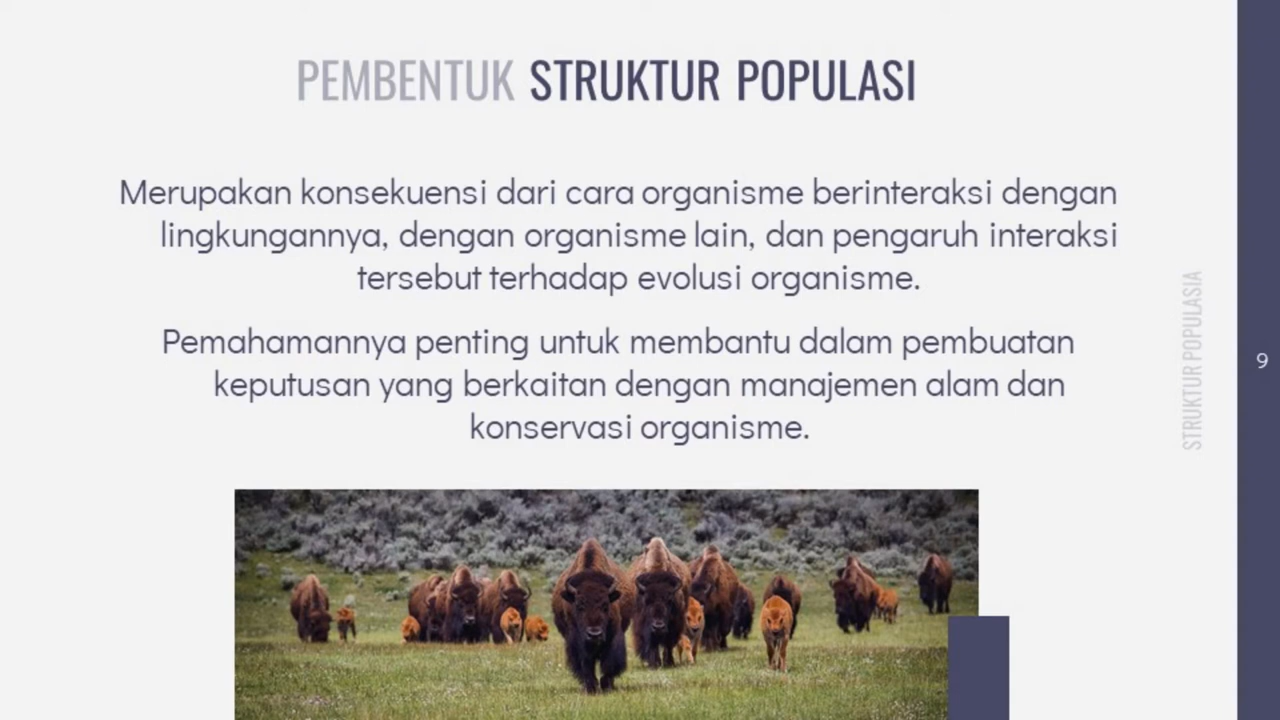 PEMBENTUK STRUKTUR POPULASI
Merupakan konsekuensi dari cara organisme berinteraksi dengan
lingkungannya, dengan organisme lain, dan pengaruh interaksi
tersebut terhadap evolusi organisme.
Pemahamannya penting untuk membantu dalam pembuatan
keputusan yang berkaitan dengan manajemen alam dan
konservasi organisme.
STRUKTUR POPULASIA
9